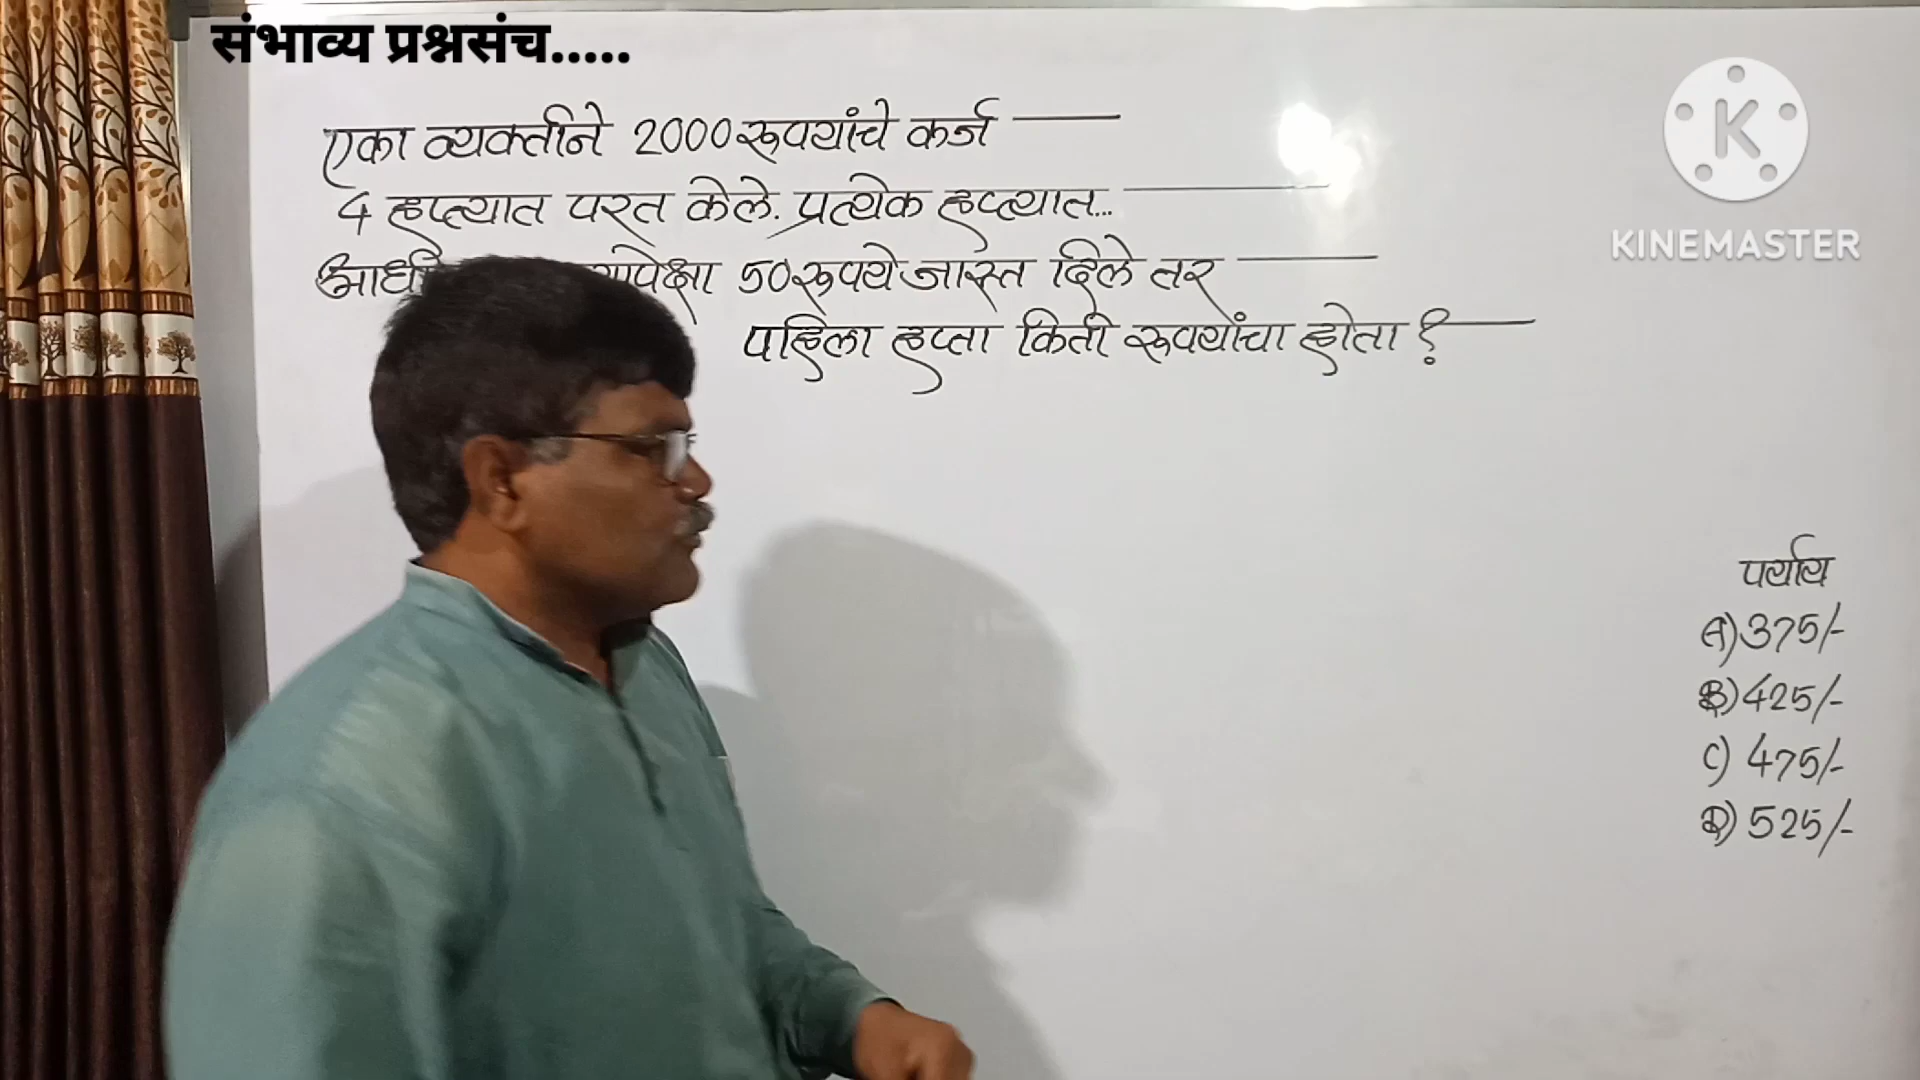 संभाव्य प्रश्नसंच.....
एका व्यक्तीने 2000 रूपयांचे कर्ज
4 हप्त्यात परत केले. प्रत्येक हप्त्यात...
50 रूपये जास्त दिले तर
पहिला हप्ता किती रूपयांचा होता ?
K
KINEMASTER
पर्याय
A) 375/-
B) 425/-
C) 475/-
D) 525/-